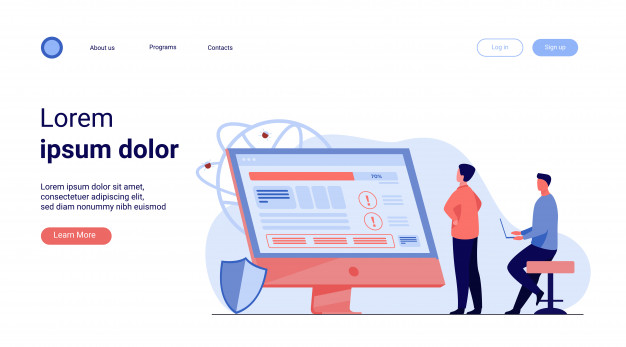 About us
Programs
Contacts
Log in
Sign up
Lorem
ipsum dolor
Lorem ipsum dolor sit amet,
consectetuer adipiscing elit,
sed diam nonummy nibh euismod
Learn More
70%
!
!